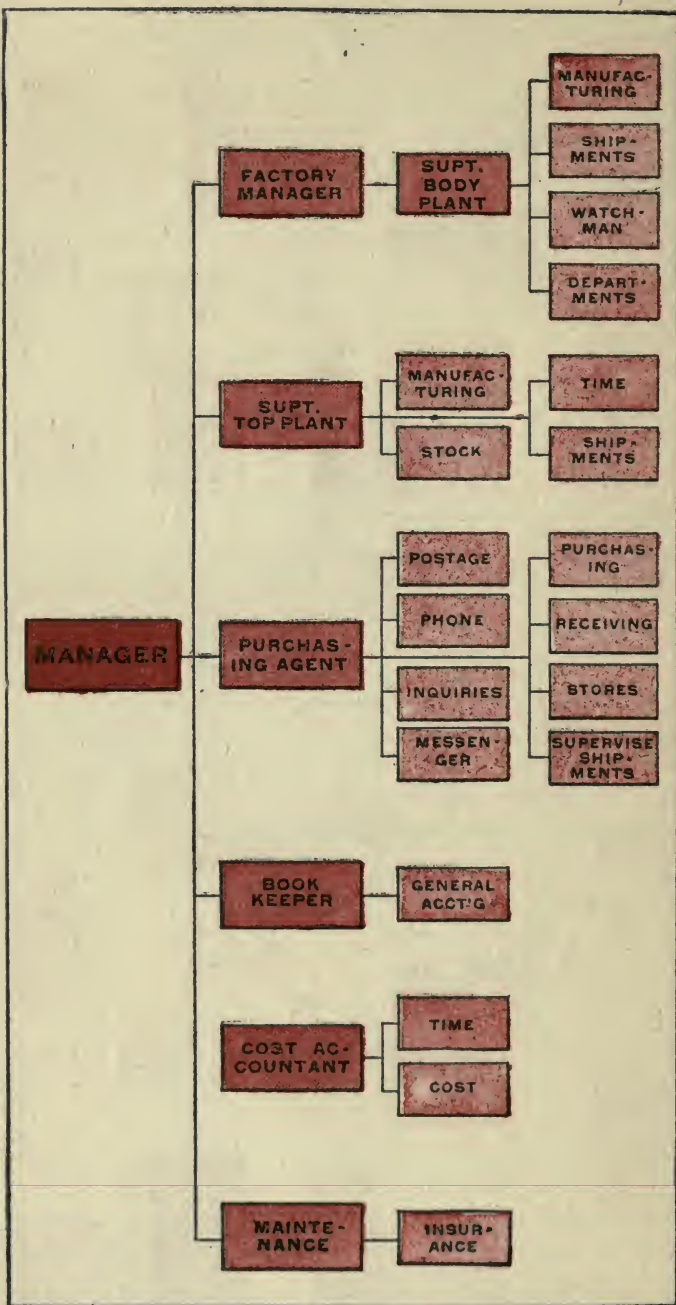 MANUFAC-
TURING
SHIP-
MENTS
FACTORY
MANAGER
SUPT.
BODY
PLANT
WATCH-
MAN
DEPART-
MENTS
SUPT.
TOP PLANT
MANUFAC-
TURING
STOCK
TIME
SHIP-
MENTS
MANAGER
PURCHAS-
ING AGENT
POSTAGE
PHONE
INQUIRIES
MESSEN-
GER
PURCHAS-
ING
RECEIVING
STORES
SUPERVISE
SHIP-
MENTS
BOOK
KEEPER
GENERAL
ACCT'G
COST AC-
COUNTANT
TIME
COST
MAINTE-
NANCE
INSUR-
ANCE